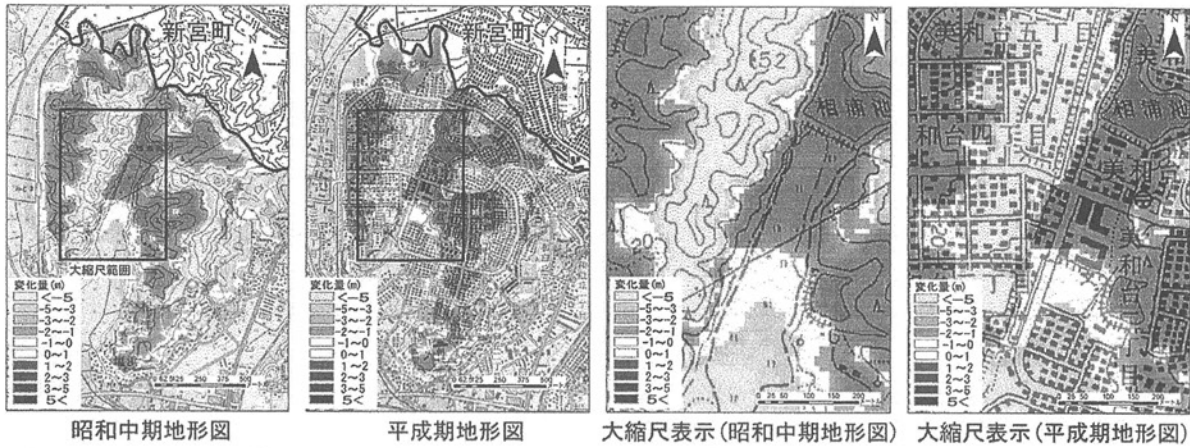 新宮町
N
大縮尺範囲
変化量(m)
<-5
-5~-3
-3~-2
-2~-1
-1~0
0~1
1~2
2~3
3~5
5<
昭和中期地形図
新宮町
N
変化量(m)
<-5
-5~-3
-3~-2
-2~-1
-1~0
0~1
1~2
2~3
3~5
5<
平成期地形図
N
52
相浦池
20
変化量(m)
<-5
-5~-3
-3~-2
-2~-1
-1~0
0~1
1~2
2~3
3~5
5<
大縮尺表示(昭和中期地形図)
N
美和台五丁目
相浦池
和台四丁目
美和台
美和台
丁目
20
変化量(m)
<-5
-5~-3
-3~-2
-2~-1
-1~0
0~1
1~2
2~3
3~5
5<
大縮尺表示(平成期地形図)